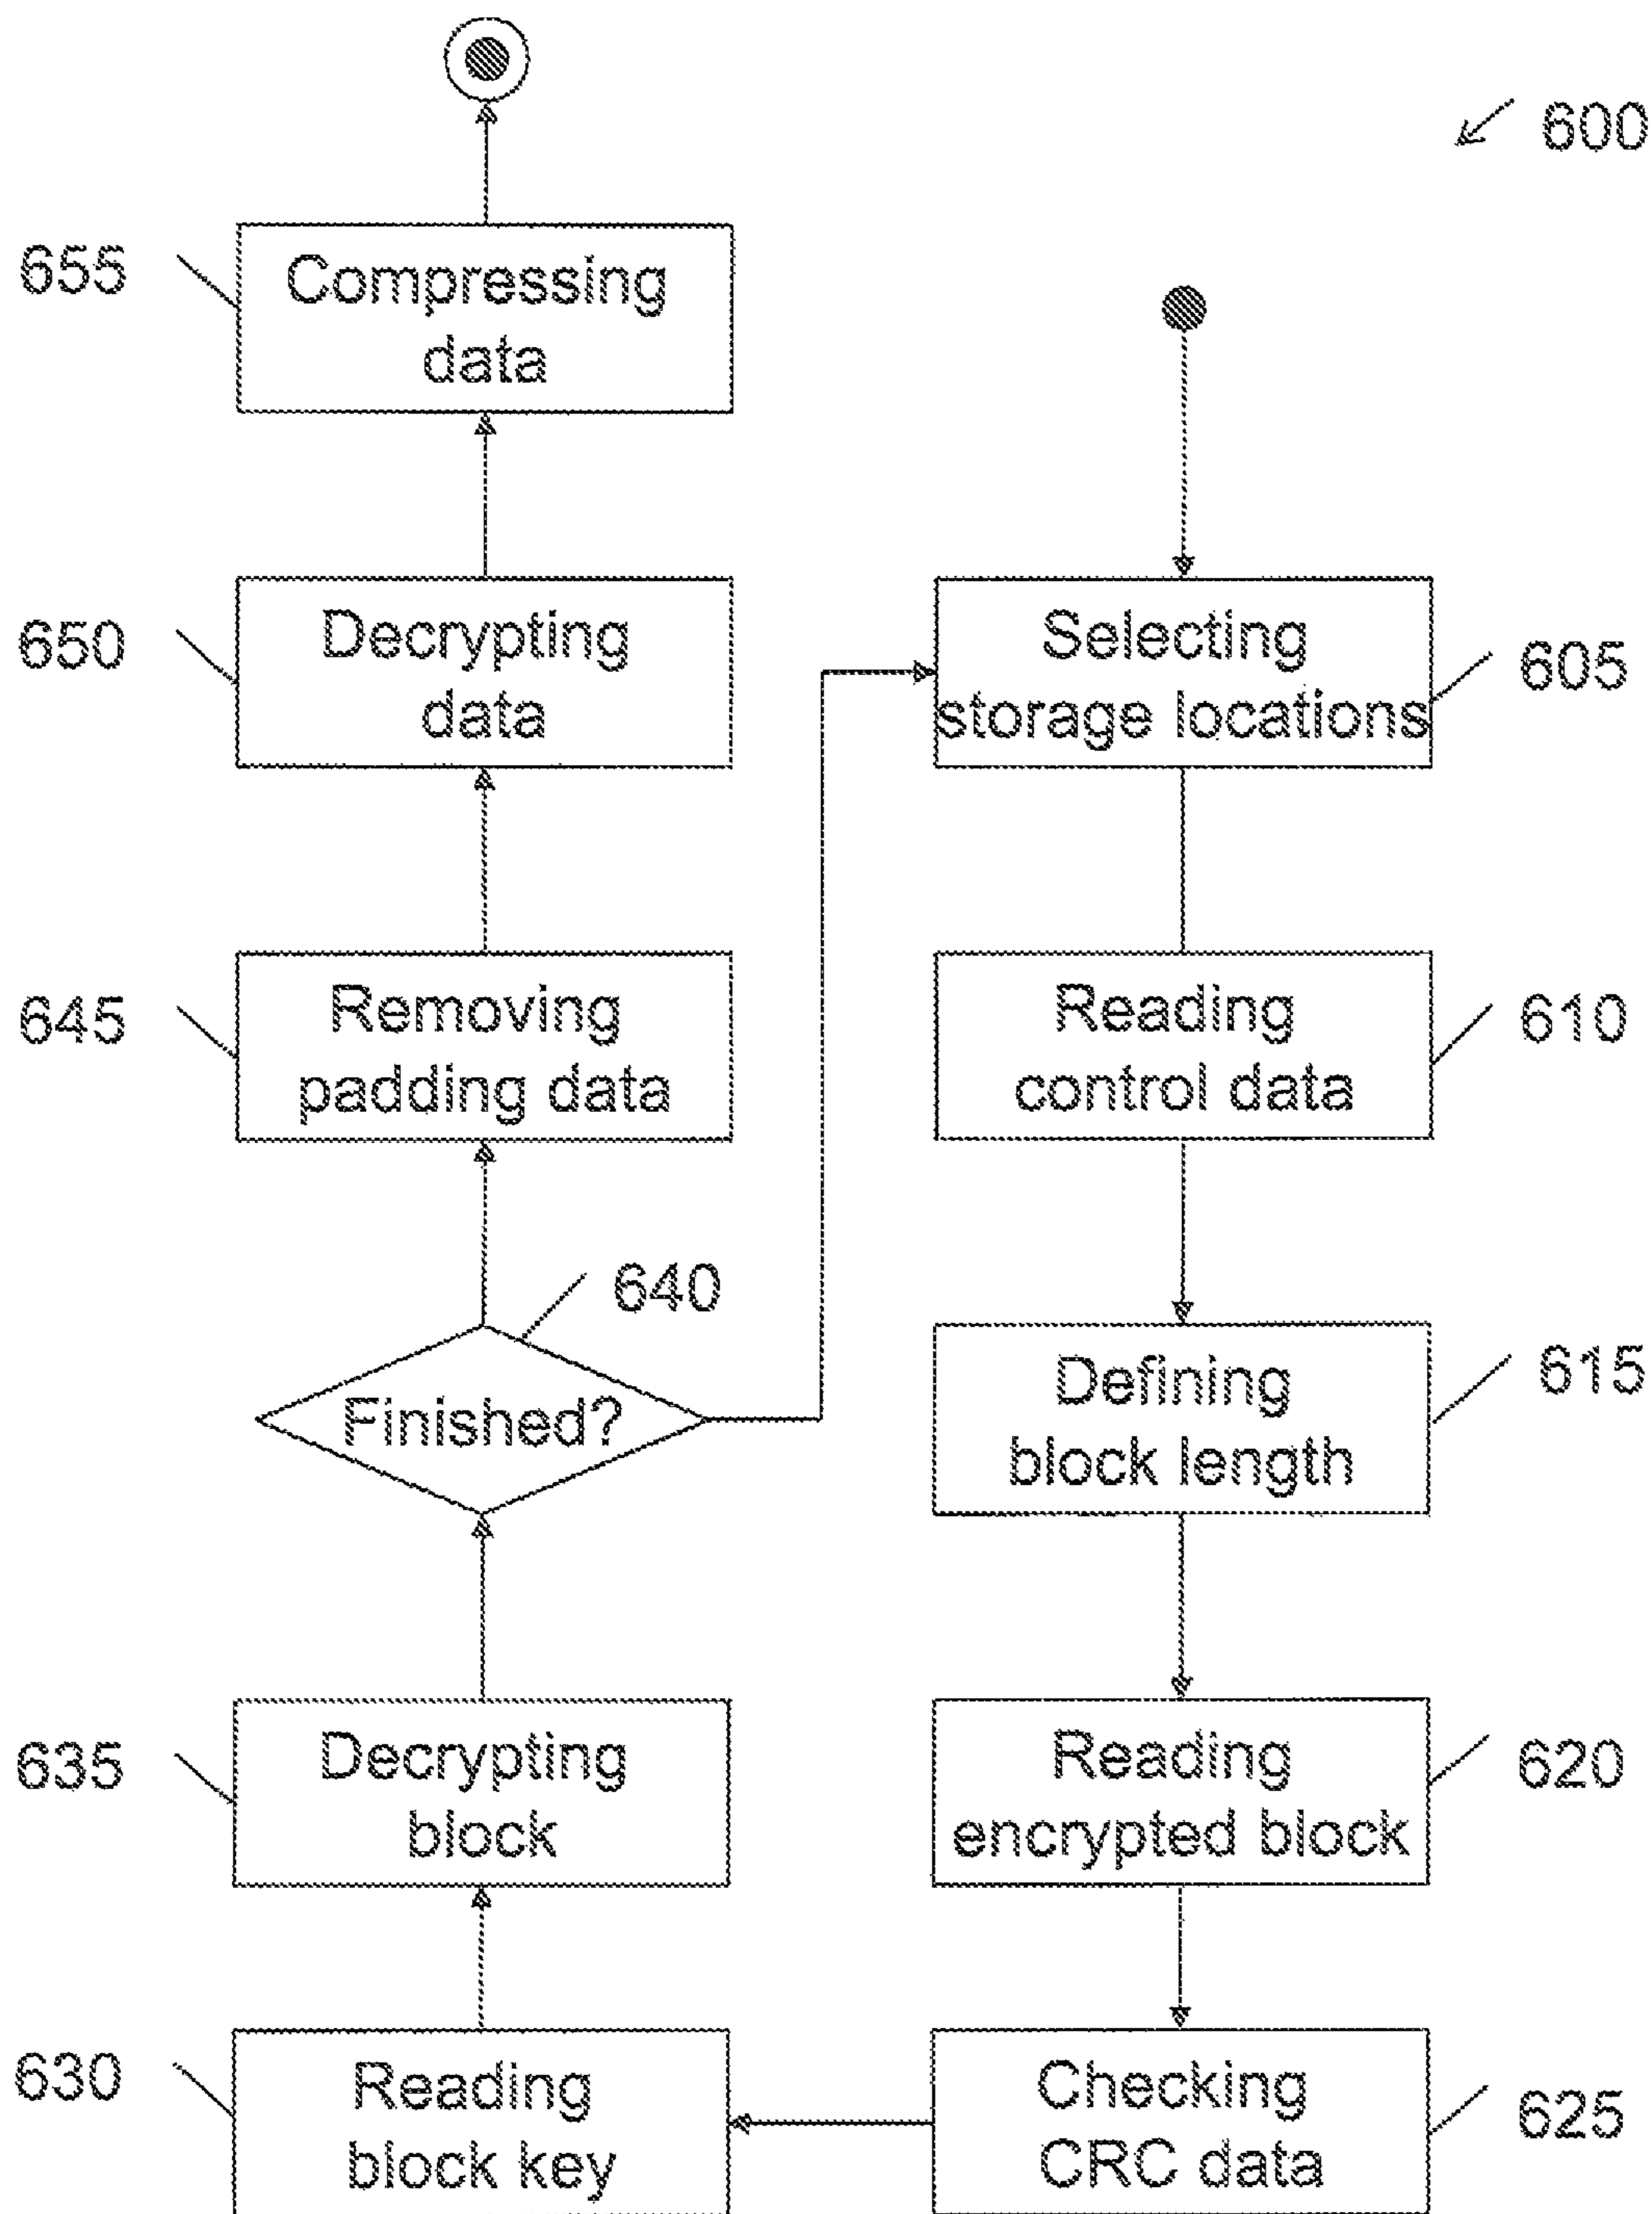 600
655
Compressing
data
650
Decrypting
data
Selecting
storage locations
605
645
Removing
padding data
Reading
control data
610
640
Finished?
Defining
block length
615
635
Decrypting
block
Reading
encrypted block
620
630
Reading
block key
Checking
CRC data
625